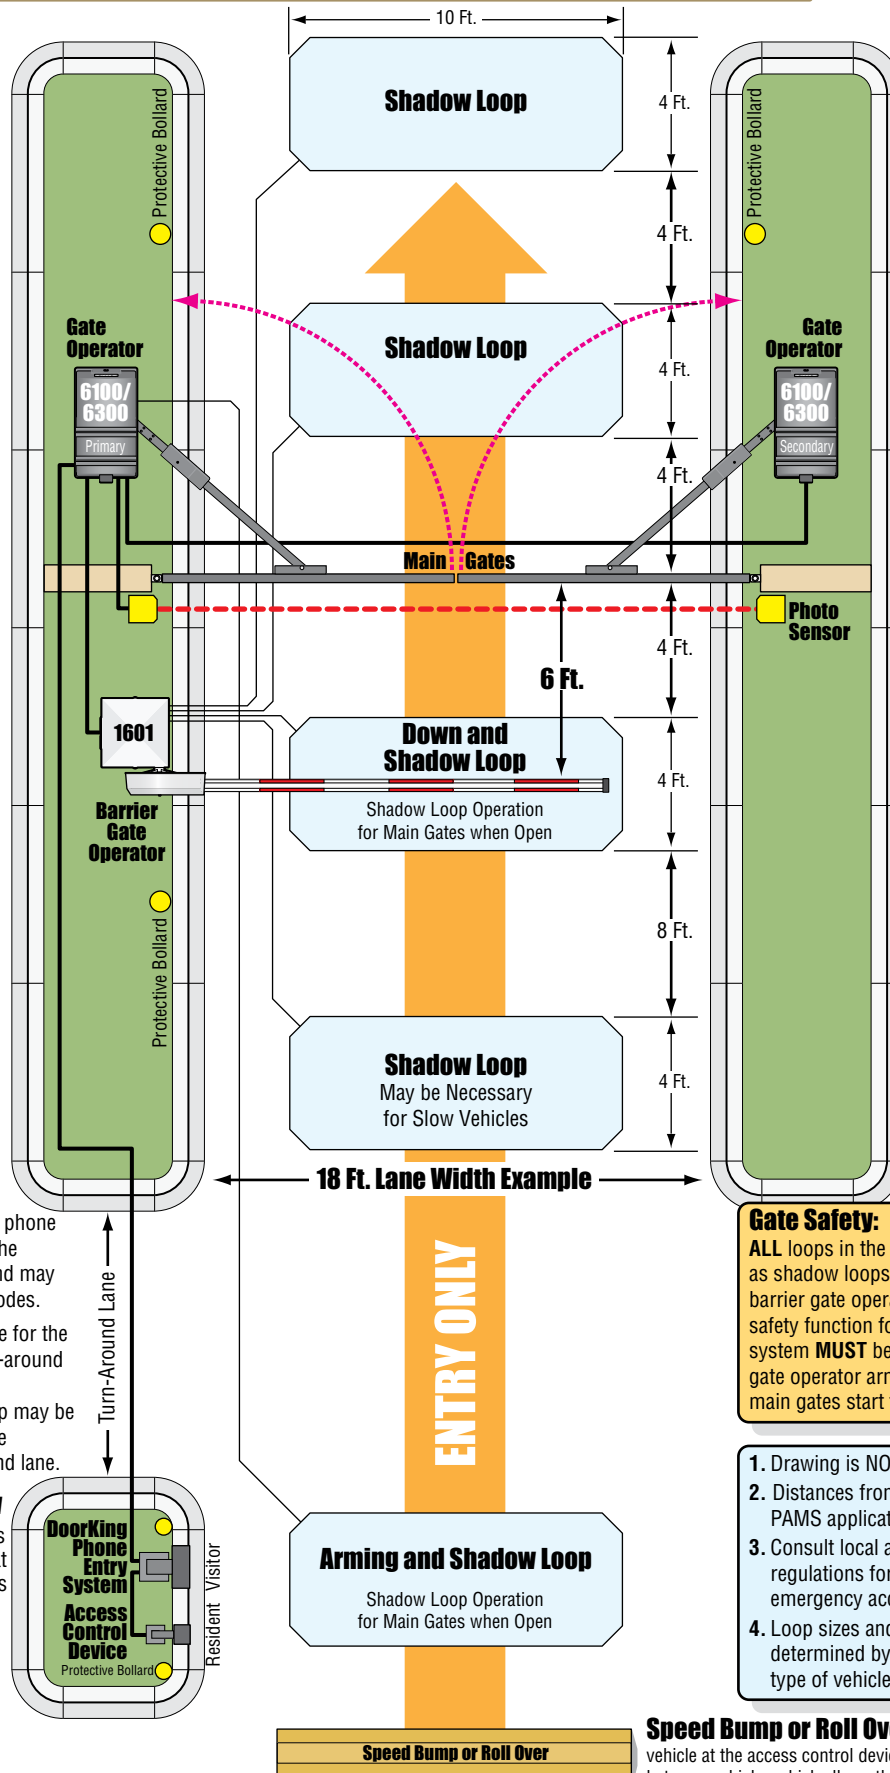 10 Ft.
Shadow Loop
4 Ft.
Protective Bollard
Protective Bollard
4 Ft.
Gate
Operator
6100/
6300
Primary
Shadow Loop
4 Ft.
Gate
Operator
6100/
6300
Secondary
4 Ft.
Main Gates
Photo
Sensor
4 Ft.
6 Ft.
1601
Barrier
Gate
Operator
Down and
Shadow Loop
Shadow Loop Operation
for Main Gates when Open
4 Ft.
Protective Bollard
8 Ft.
Shadow Loop
May be Necessary
for Slow Vehicles
4 Ft.
18 Ft. Lane Width Example
phone
nd may
odes.
e for the
-around
p may be
nd lane.
Turn-Around Lane
ENTRY ONLY
Gate Safety:
ALL loops in the
as shadow loops
barrier gate opera
safety function fo
system MUST be
gate operator arm
main gates start
DoorKing
Phone
Entry
System
Access
Control
Device
Protective Bollard
Resident Visitor
Arming and Shadow Loop
Shadow Loop Operation
for Main Gates when Open
1. Drawing is NO
2. Distances from
PAMS applicat
3. Consult local a
regulations for
emergency acc
4. Loop sizes and
determined by
type of vehicle
Speed Bump or Roll Over
Speed Bump or Roll Ov
vehicle at the access control devic